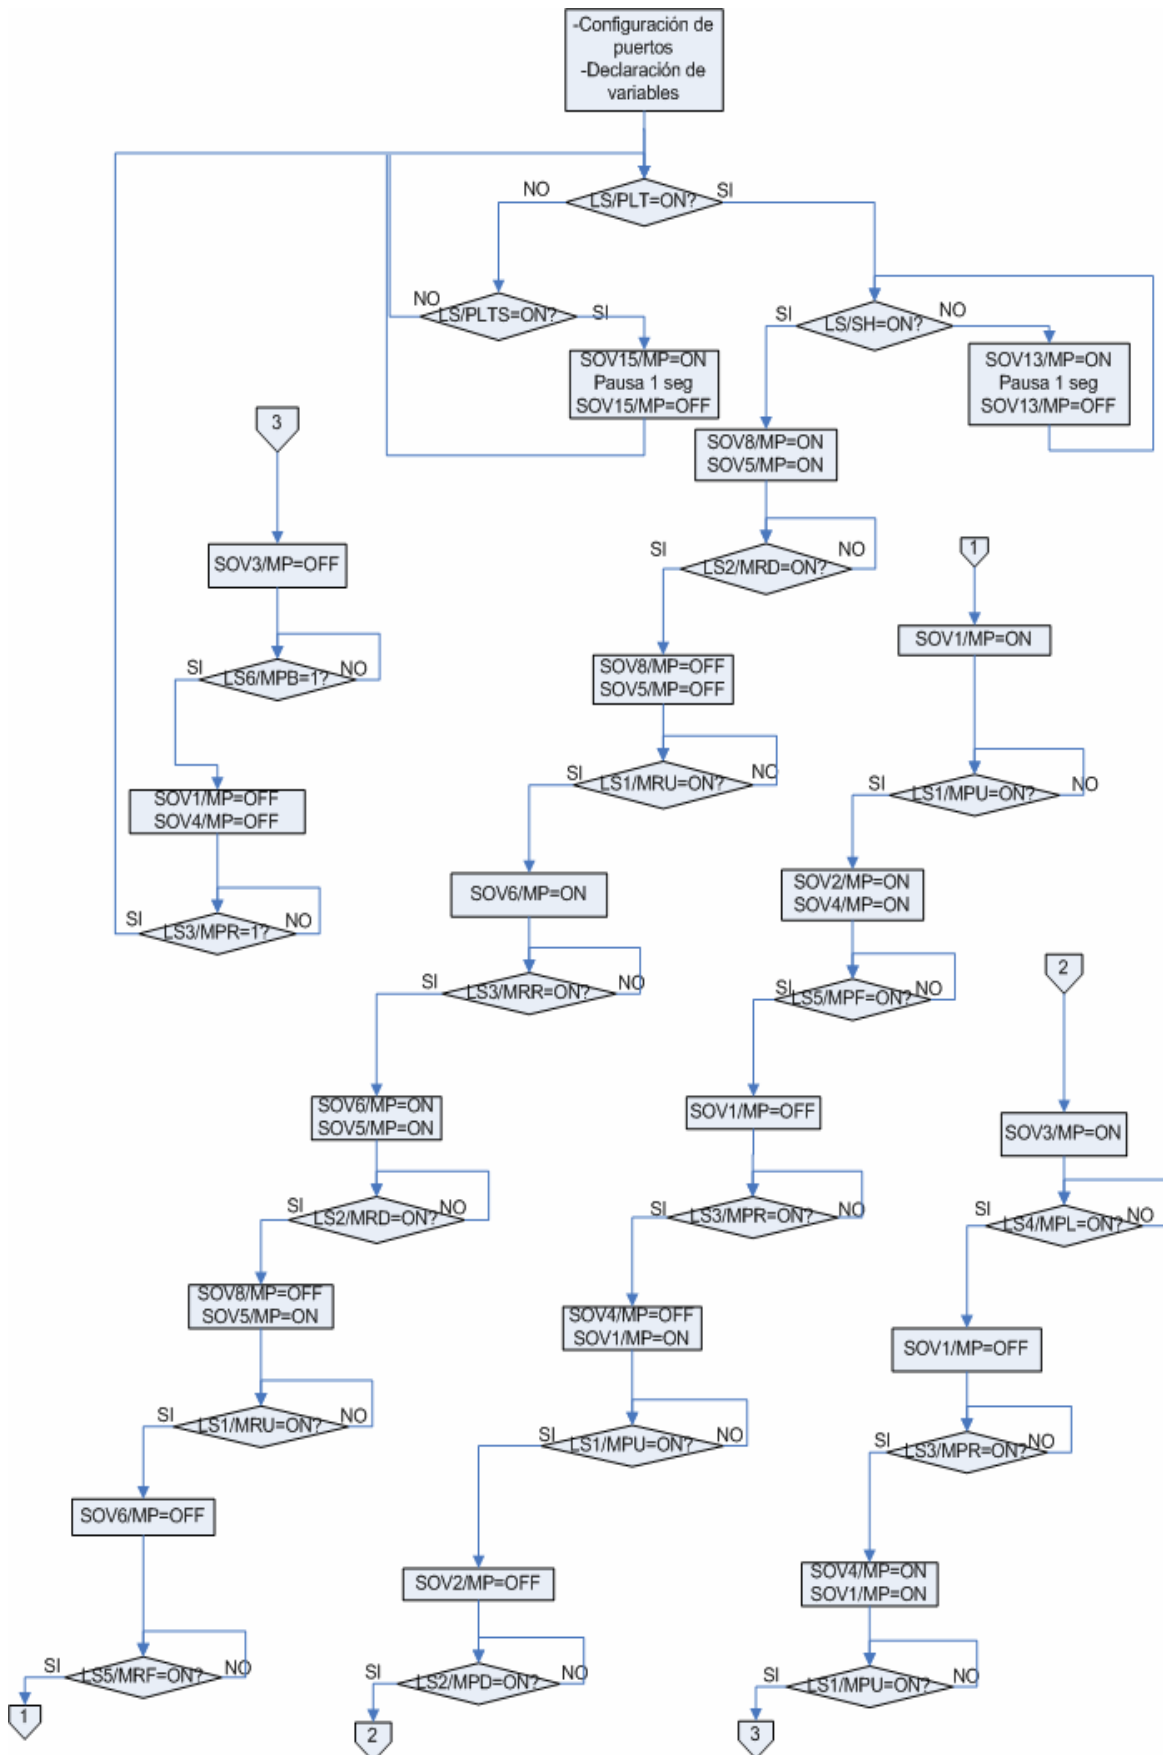 -Configuración de
puertos
-Declaración de
variables
NO
LS/PLT=ON?
SI
NO
LS/PLTS=ON?
SI
SI
LS/SH=ON?
NO
SOV15/MP=ON
Pausa 1 seg
SOV15/MP=OFF
SOV13/MP=ON
Pausa 1 seg
SOV13/MP=OFF
3
SOV8/MP=ON
SOV5/MP=ON
SOV3/MP=OFF
SI
LS2/MRD=ON?
NO
1
SI
LS6/MPB=1?
NO
SOV8/MP=OFF
SOV5/MP=OFF
SOV1/MP=ON
SI
LS1/MRU=ON?
NO
SI
LS1/MPU=ON?
NO
SOV1/MP=OFF
SOV4/MP=OFF
SOV6/MP=ON
SOV2/MP=ON
SOV4/MP=ON
SI
LS3/MPR=1?
NO
SI
LS3/MRR=ON?
NO
SI
LS5/MPF=ON?
NO
2
SOV6/MP=ON
SOV5/MP=ON
SOV1/MP=OFF
SOV3/MP=ON
SI
LS2/MRD=ON?
NO
SI
LS3/MPR=ON?
NO
SI
LS4/MPL=ON?
NO
SOV8/MP=OFF
SOV5/MP=ON
SOV4/MP=OFF
SOV1/MP=ON
SOV1/MP=OFF
SI
LS1/MRU=ON?
NO
SI
LS1/MPU=ON?
NO
SI
LS3/MPR=ON?
NO
SOV6/MP=OFF
SOV2/MP=OFF
SOV4/MP=ON
SOV1/MP=ON
SI
LS5/MRF=ON?
NO
SI
LS2/MPD=ON?
NO
SI
LS1/MPU=ON?
NO
1
2
3